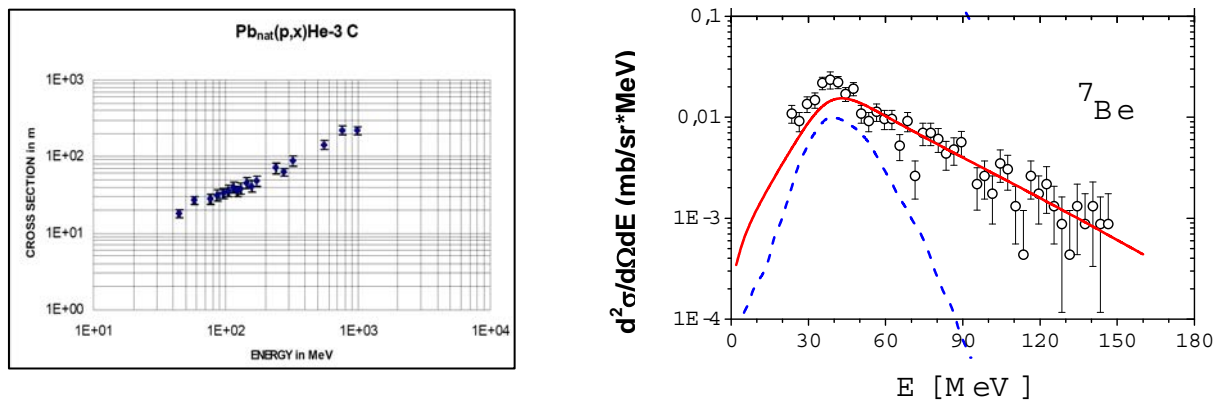 Pb_nat(p,x)He-3 C
1E+03
1E+02
1E+01
1E+00
CROSS SECTION in m
1E+01 1E+02 1E+03 1E+04
ENERGY in MeV
0,1
0,01
1E-3
1E-4
d²σ/dΩdE (mb/sr*MeV)
⁷Be
0 30 60 90 120 150 180
E [MeV]